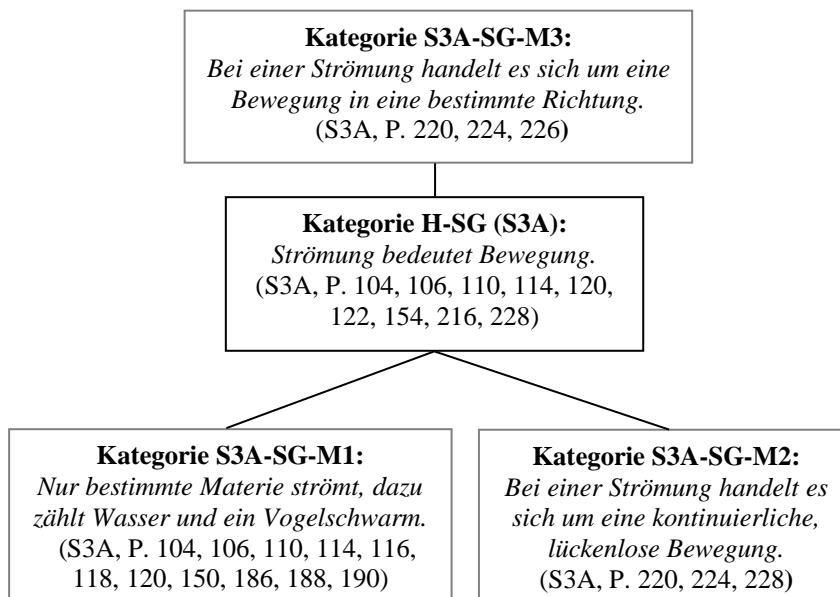 Kategorie S3A-SG-M3:
Bei einer Strömung handelt es sich um eine
Bewegung in eine bestimmte Richtung.
(S3A, P. 220, 224, 226)
Kategorie H-SG (S3A):
Strömung bedeutet Bewegung.
(S3A, P. 104, 106, 110, 114, 120,
122, 154, 216, 228)
Kategorie S3A-SG-M1:
Nur bestimmte Materie strömt, dazu
zählt Wasser und ein Vogelschwarm.
(S3A, P. 104, 106, 110, 114, 116,
118, 120, 150, 186, 188, 190)
Kategorie S3A-SG-M2:
Bei einer Strömung handelt es
sich um eine kontinuierliche,
lückenlose Bewegung.
(S3A, P. 220, 224, 228)